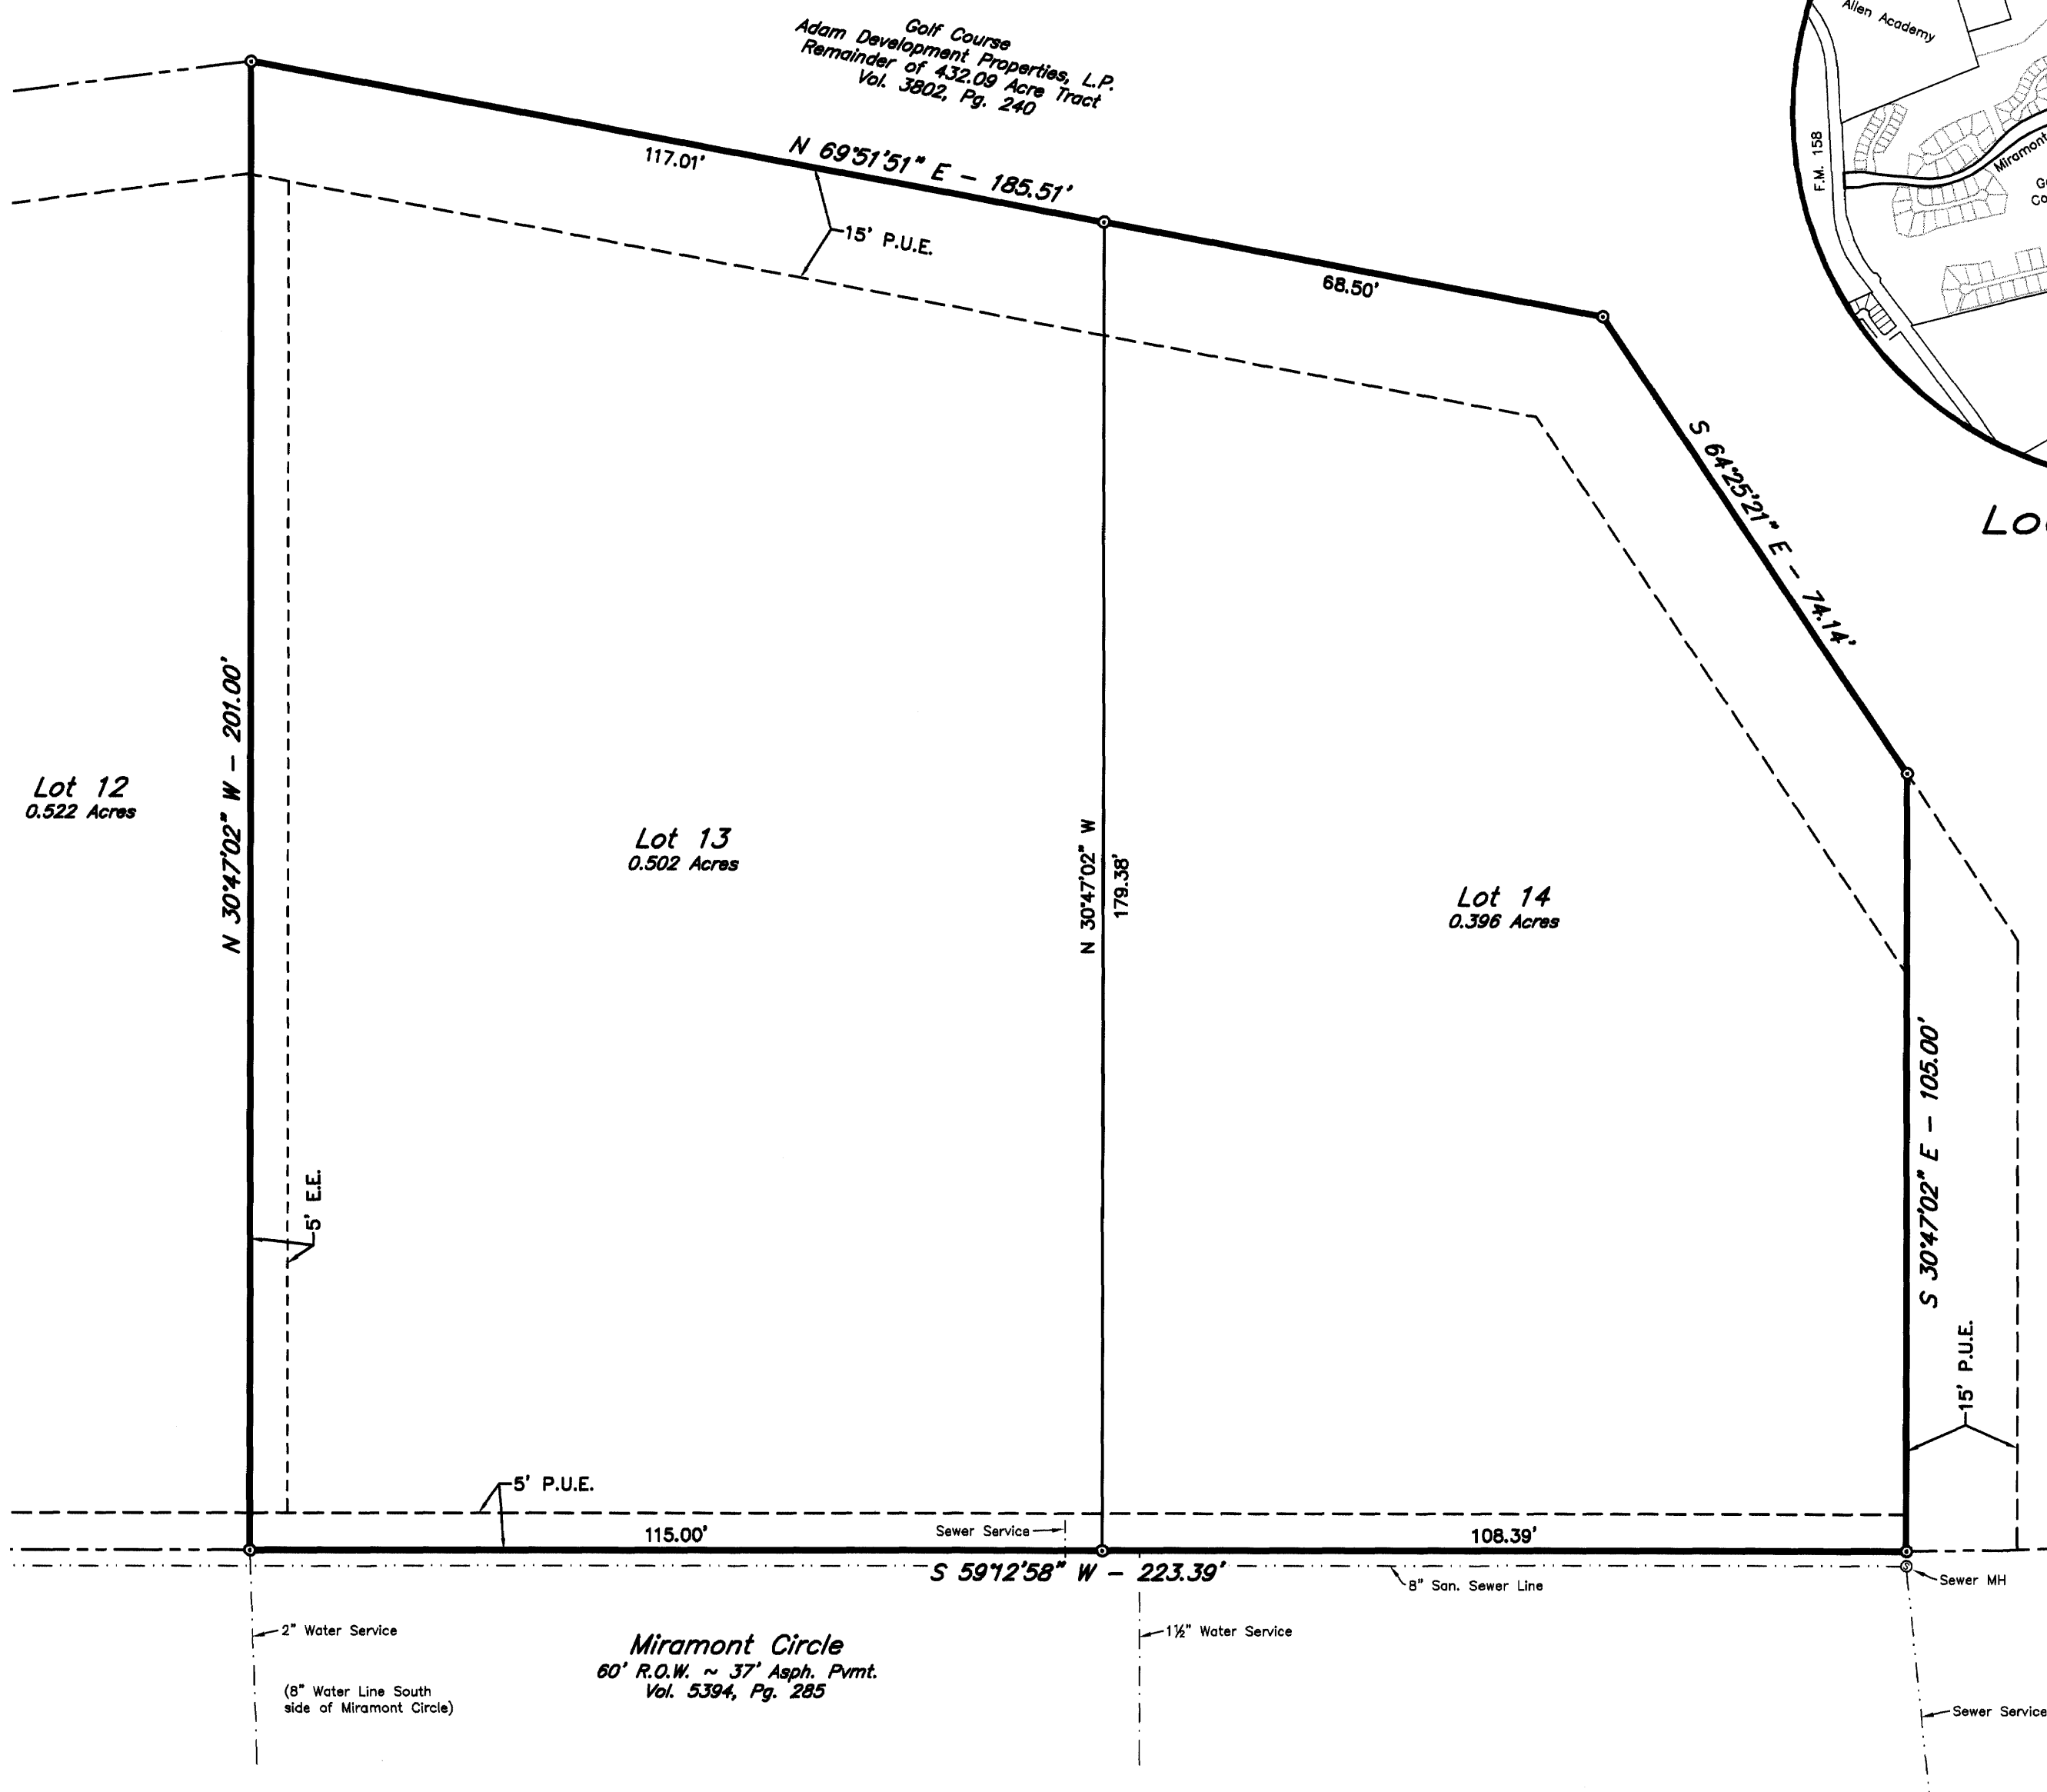 Golf Course
Adam Development Properties, L.P.
Remainder of 432.09 Acre Tract
Vol. 3802, Pg. 240
Allen Academy
F.M. 158
Miramont
N 69°51'51" E - 185.51'
117.01'
15' P.U.E.
68.50'
S 64°25'21" E - 74.14'
N 30°47'02" W - 201.00'
Lot 12
0.522 Acres
Lot 13
0.502 Acres
N 30°47'02" W
179.38'
Lot 14
0.396 Acres
S 30°47'02" E - 105.00'
5' E.E.
15' P.U.E.
5' P.U.E.
115.00'
Sewer Service
108.39'
S 59°12'58" W - 223.39'
8" San. Sewer Line
Sewer MH
2" Water Service
1½" Water Service
Miramont Circle
60' R.O.W. ~ 37' Asph. Pvmt.
Vol. 5394, Pg. 285
(8" Water Line South
side of Miramont Circle)
Sewer Service